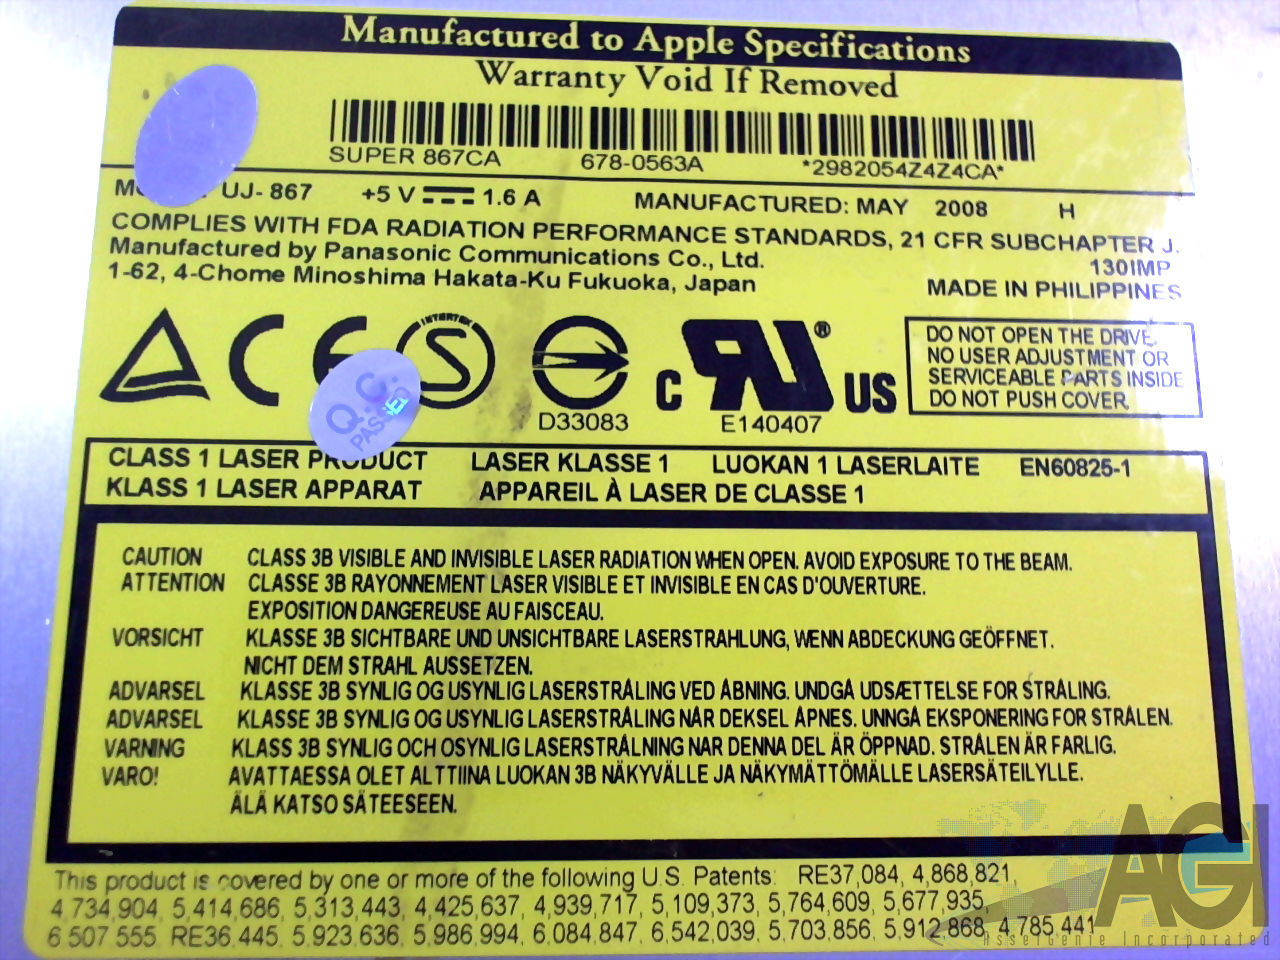 Manufactured to Apple Specifications
Warranty Void If Removed
SUPER 867CA 678-0563A *2982054Z4Z4CA*
UJ-867 +5 V 1.6 A MANUFACTURED: MAY 2008 H
COMPLIES WITH FDA RADIATION PERFORMANCE STANDARDS, 21 CFR SUBCHAPTER J.
Manufactured by Panasonic Communications Co., Ltd. 130IMP
1-62, 4-Chome Minoshima Hakata-Ku Fukuoka, Japan MADE IN PHILIPPINES
CE
INTERTEK
S
D33083
C RU ® US
E140407
DO NOT OPEN THE DRIVE.
NO USER ADJUSTMENT OR
SERVICEABLE PARTS INSIDE.
DO NOT PUSH COVER.
Q.C
PASSED
CLASS 1 LASER PRODUCT LASER KLASSE 1 LUOKAN 1 LASERLAITE EN60825-1
KLASS 1 LASER APPARAT APPAREIL À LASER DE CLASSE 1
CAUTION CLASS 3B VISIBLE AND INVISIBLE LASER RADIATION WHEN OPEN. AVOID EXPOSURE TO THE BEAM.
ATTENTION CLASSE 3B RAYONNEMENT LASER VISIBLE ET INVISIBLE EN CAS D'OUVERTURE.
EXPOSITION DANGEREUSE AU FAISCEAU.
VORSICHT KLASSE 3B SICHTBARE UND UNSICHTBARE LASERSTRAHLUNG, WENN ABDECKUNG GEÖFFNET.
NICHT DEM STRAHL AUSSETZEN.
ADVARSEL KLASSE 3B SYNLIG OG USYNLIG LASERSTRÅLING VED ÅBNING. UNDGÅ UDSÆTTELSE FOR STRÅLING.
ADVARSEL KLASSE 3B SYNLIG OG USYNLIG LASERSTRÅLING NÅR DEKSEL ÅPNES. UNNGÅ EKSPONERING FOR STRÅLEN.
VARNING KLASS 3B SYNLIG OCH OSYNLIG LASERSTRÅLNING NÄR DENNA DEL ÄR ÖPPNAD. STRÅLEN ÄR FARLIG.
VARO! AVATTAESSA OLET ALTTIINA LUOKAN 3B NÄKYVÄLLE JA NÄKYMÄTTÖMÄLLE LASERSÄTEILYLLE.
ÄLÄ KATSO SÄTEESEEN.
This product is covered by one or more of the following U.S. Patents: RE37,084, 4,868,821,
4,734,904, 5,414,686, 5,313,443, 4,425,637, 4,939,717, 5,109,373, 5,764,609, 5,677,935,
6,507,555, RE36,445, 5,923,636, 5,986,994, 6,084,847, 6,542,039, 5,703,856, 5,912,868, 4,785,441
AGI
AssetGenie Incorporated